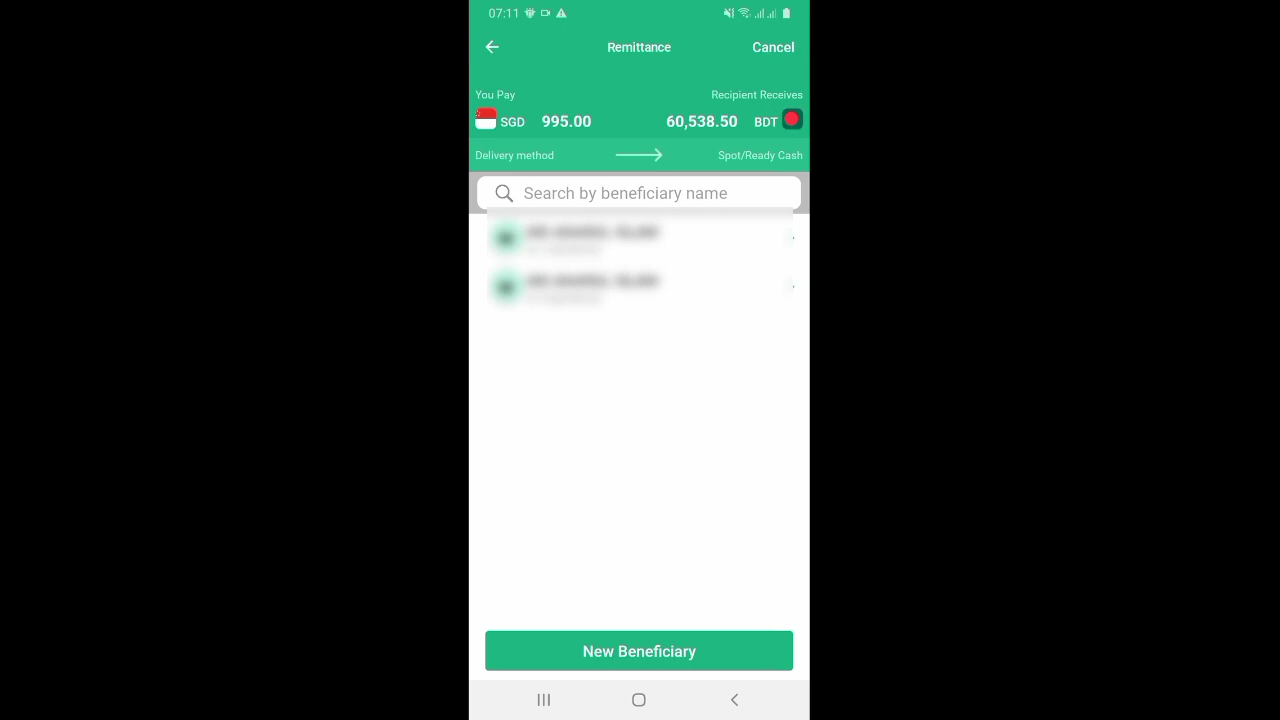 07:11
Remittance Cancel
You Pay Recipient Receives
SGD 995.00 60,538.50 BDT
Delivery method Spot/Ready Cash
Search by beneficiary name
New Beneficiary